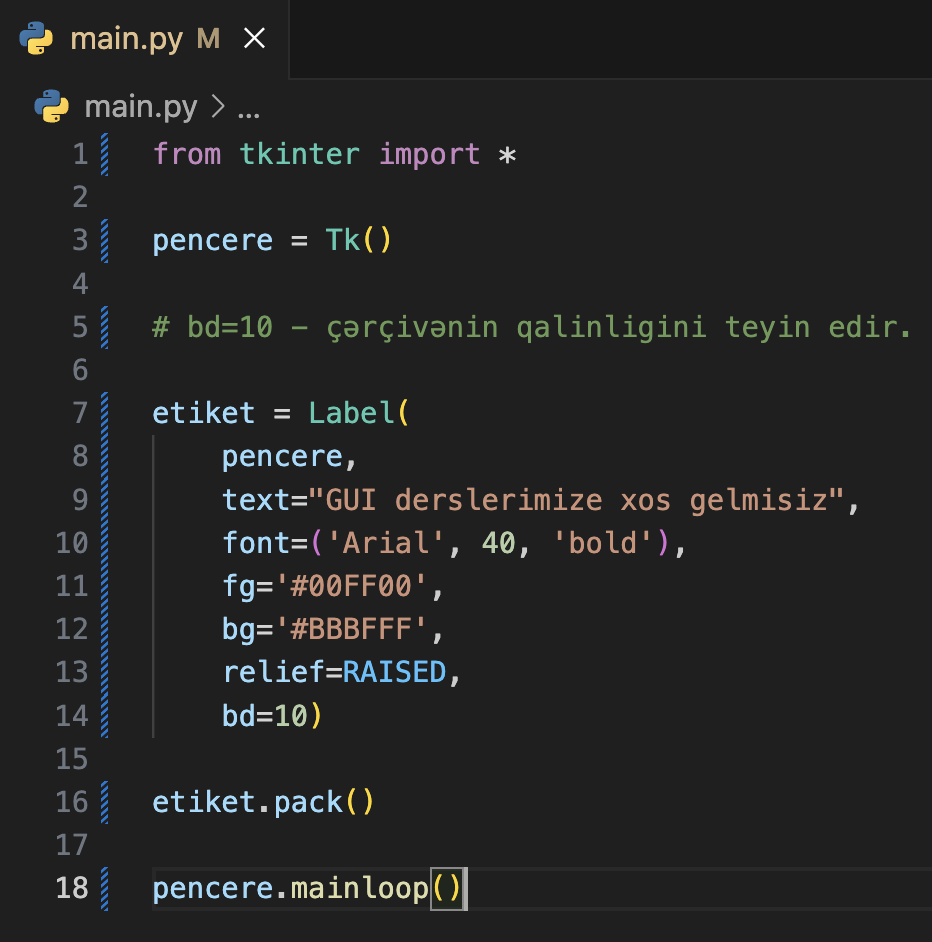 main.py M ×
main.py > ...
1 from tkinter import *
2
3 pencere = Tk()
4
5 # bd=10 - çərçivənin qalinligini teyin edir.
6
7 etiket = Label(
8     pencere,
9     text="GUI derslerimize xos gelmisiz",
10     font=('Arial', 40, 'bold'),
11     fg='#00FF00',
12     bg='#BBBFFF',
13     relief=RAISED,
14     bd=10)
15
16 etiket.pack()
17
18 pencere.mainloop()